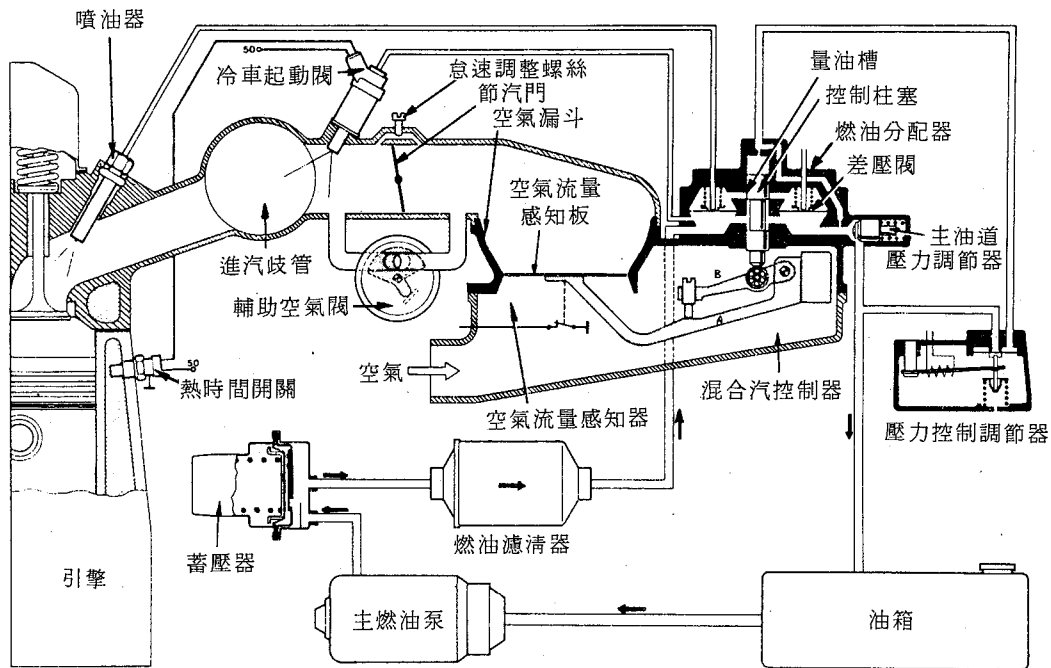 噴油器
50
冷車起動閥
怠速調整螺絲
節汽門
空氣漏斗
空氣流量
感知板
量油槽
控制柱塞
燃油分配器
差壓閥
主油道
壓力調節器
進汽歧管
輔助空氣閥
B
A
50
熱時間開關
空氣
空氣流量感知器
混合汽控制器
壓力控制調節器
蓄壓器
燃油濾清器
引擎
主燃油泵
油箱